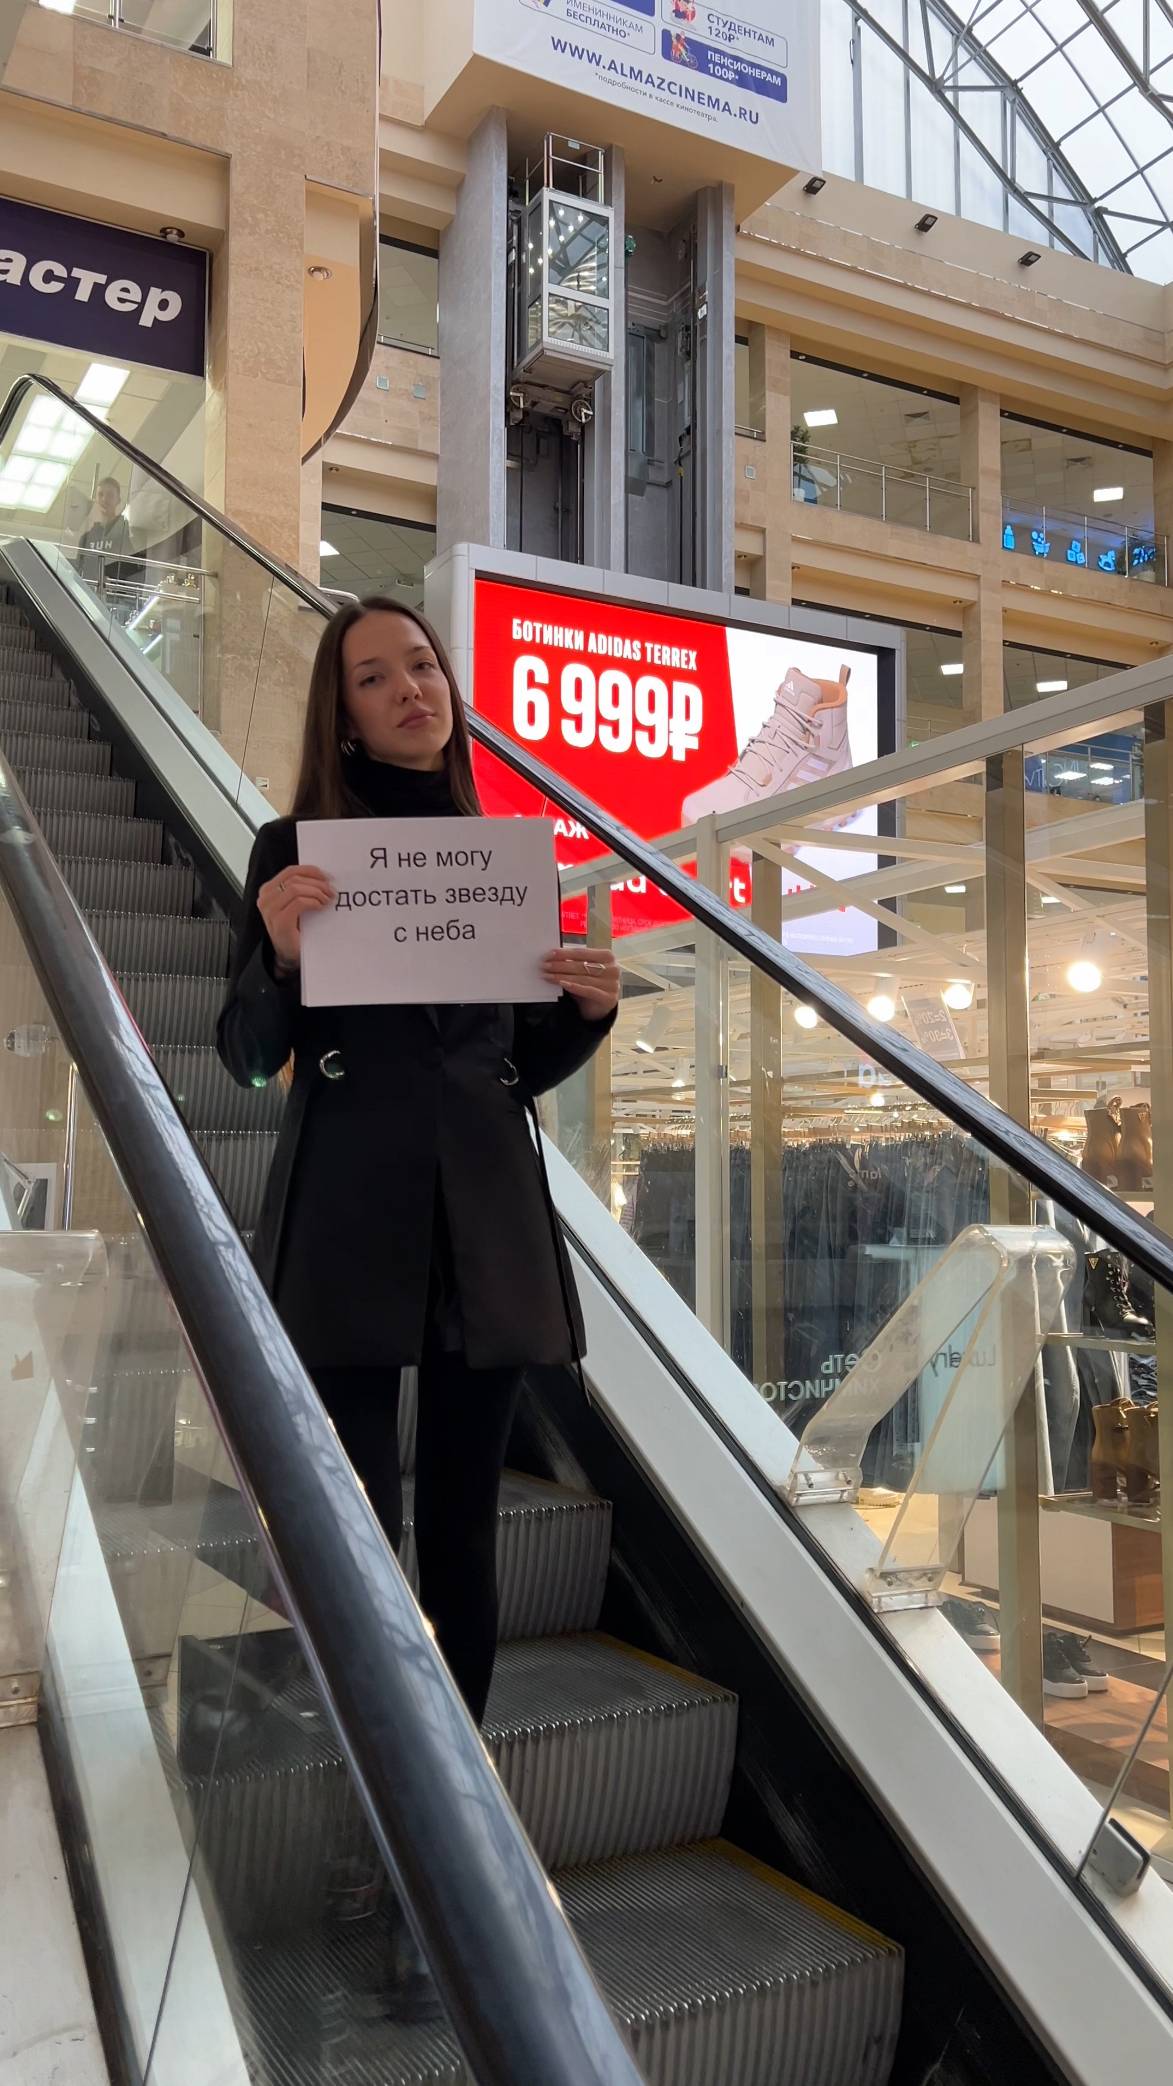 ИМЕНИННИКАМ
БЕСПЛАТНО*
СТУДЕНТАМ
120₽*
ПЕНСИОНЕРАМ
100₽*
WWW.ALMAZCINEMA.RU
*подробности в кассе кинотеатра.
астер
БОТИНКИ ADIDAS TERREX
6 999₽
Я не могу
достать звезду
с неба